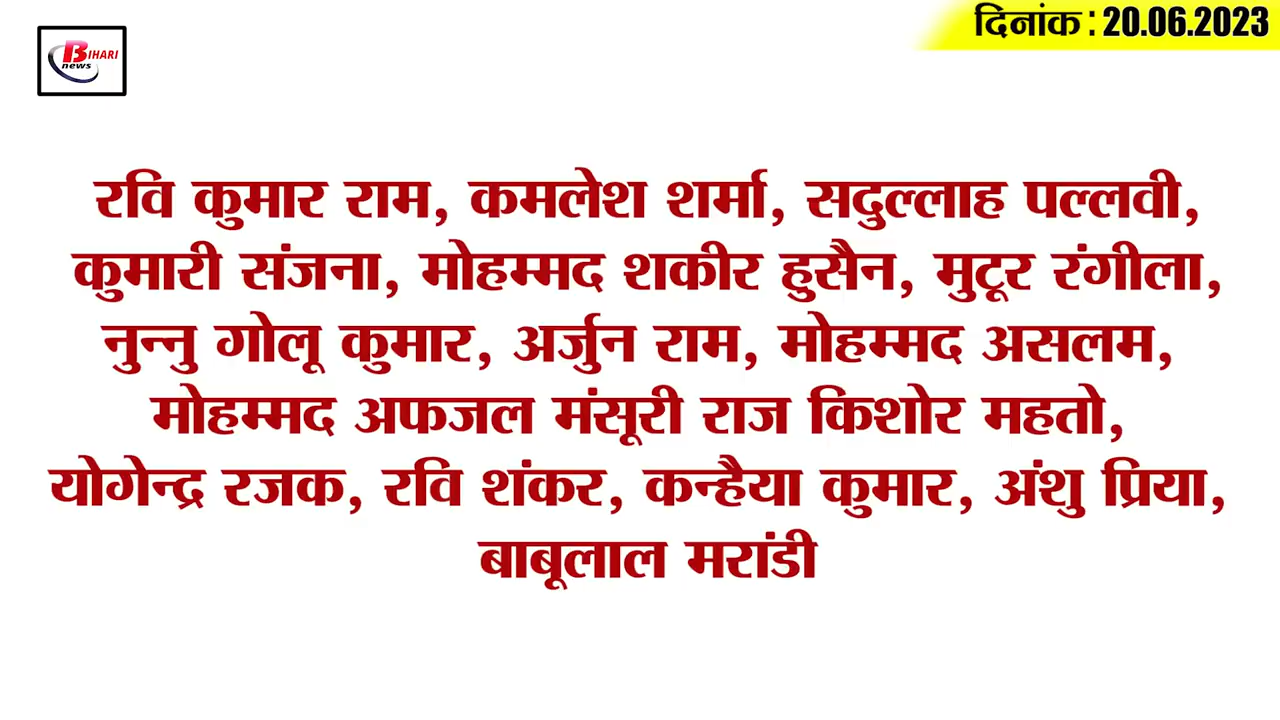 BIHARI
news
दिनांक : 20.06.2023
रवि कुमार राम, कमलेश शर्मा, सदुल्लाह पल्लवी,
कुमारी संजना, मोहम्मद शकीर हुसैन, मुटूर रंगीला,
नुन्नु गोलू कुमार, अर्जुन राम, मोहम्मद असलम,
मोहम्मद अफजल मंसूरी राज किशोर महतो,
योगेन्द्र रजक, रवि शंकर, कन्हैया कुमार, अंशु प्रिया,
बाबूलाल मरांडी